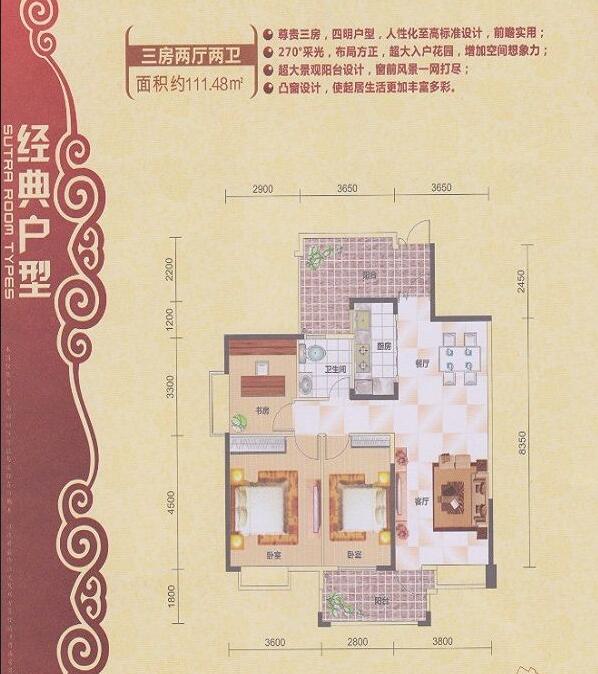 三房两厅两卫
面积约111.48㎡
尊贵三房，四明户型，人性化至高标准设计，前瞻实用；
270°采光，布局方正，超大入户花园，增加空间想象力；
超大景观阳台设计，窗前风景一网打尽；
凸窗设计，使起居生活更加丰富多彩。
经典户型
SUTRA ROOM TYPES
2900
3650
3650
2200
1200
3300
4500
1800
2450
8350
阳台
厨房
餐厅
卫生间
书房
客厅
卧室
卧室
阳台
3600
2800
3800